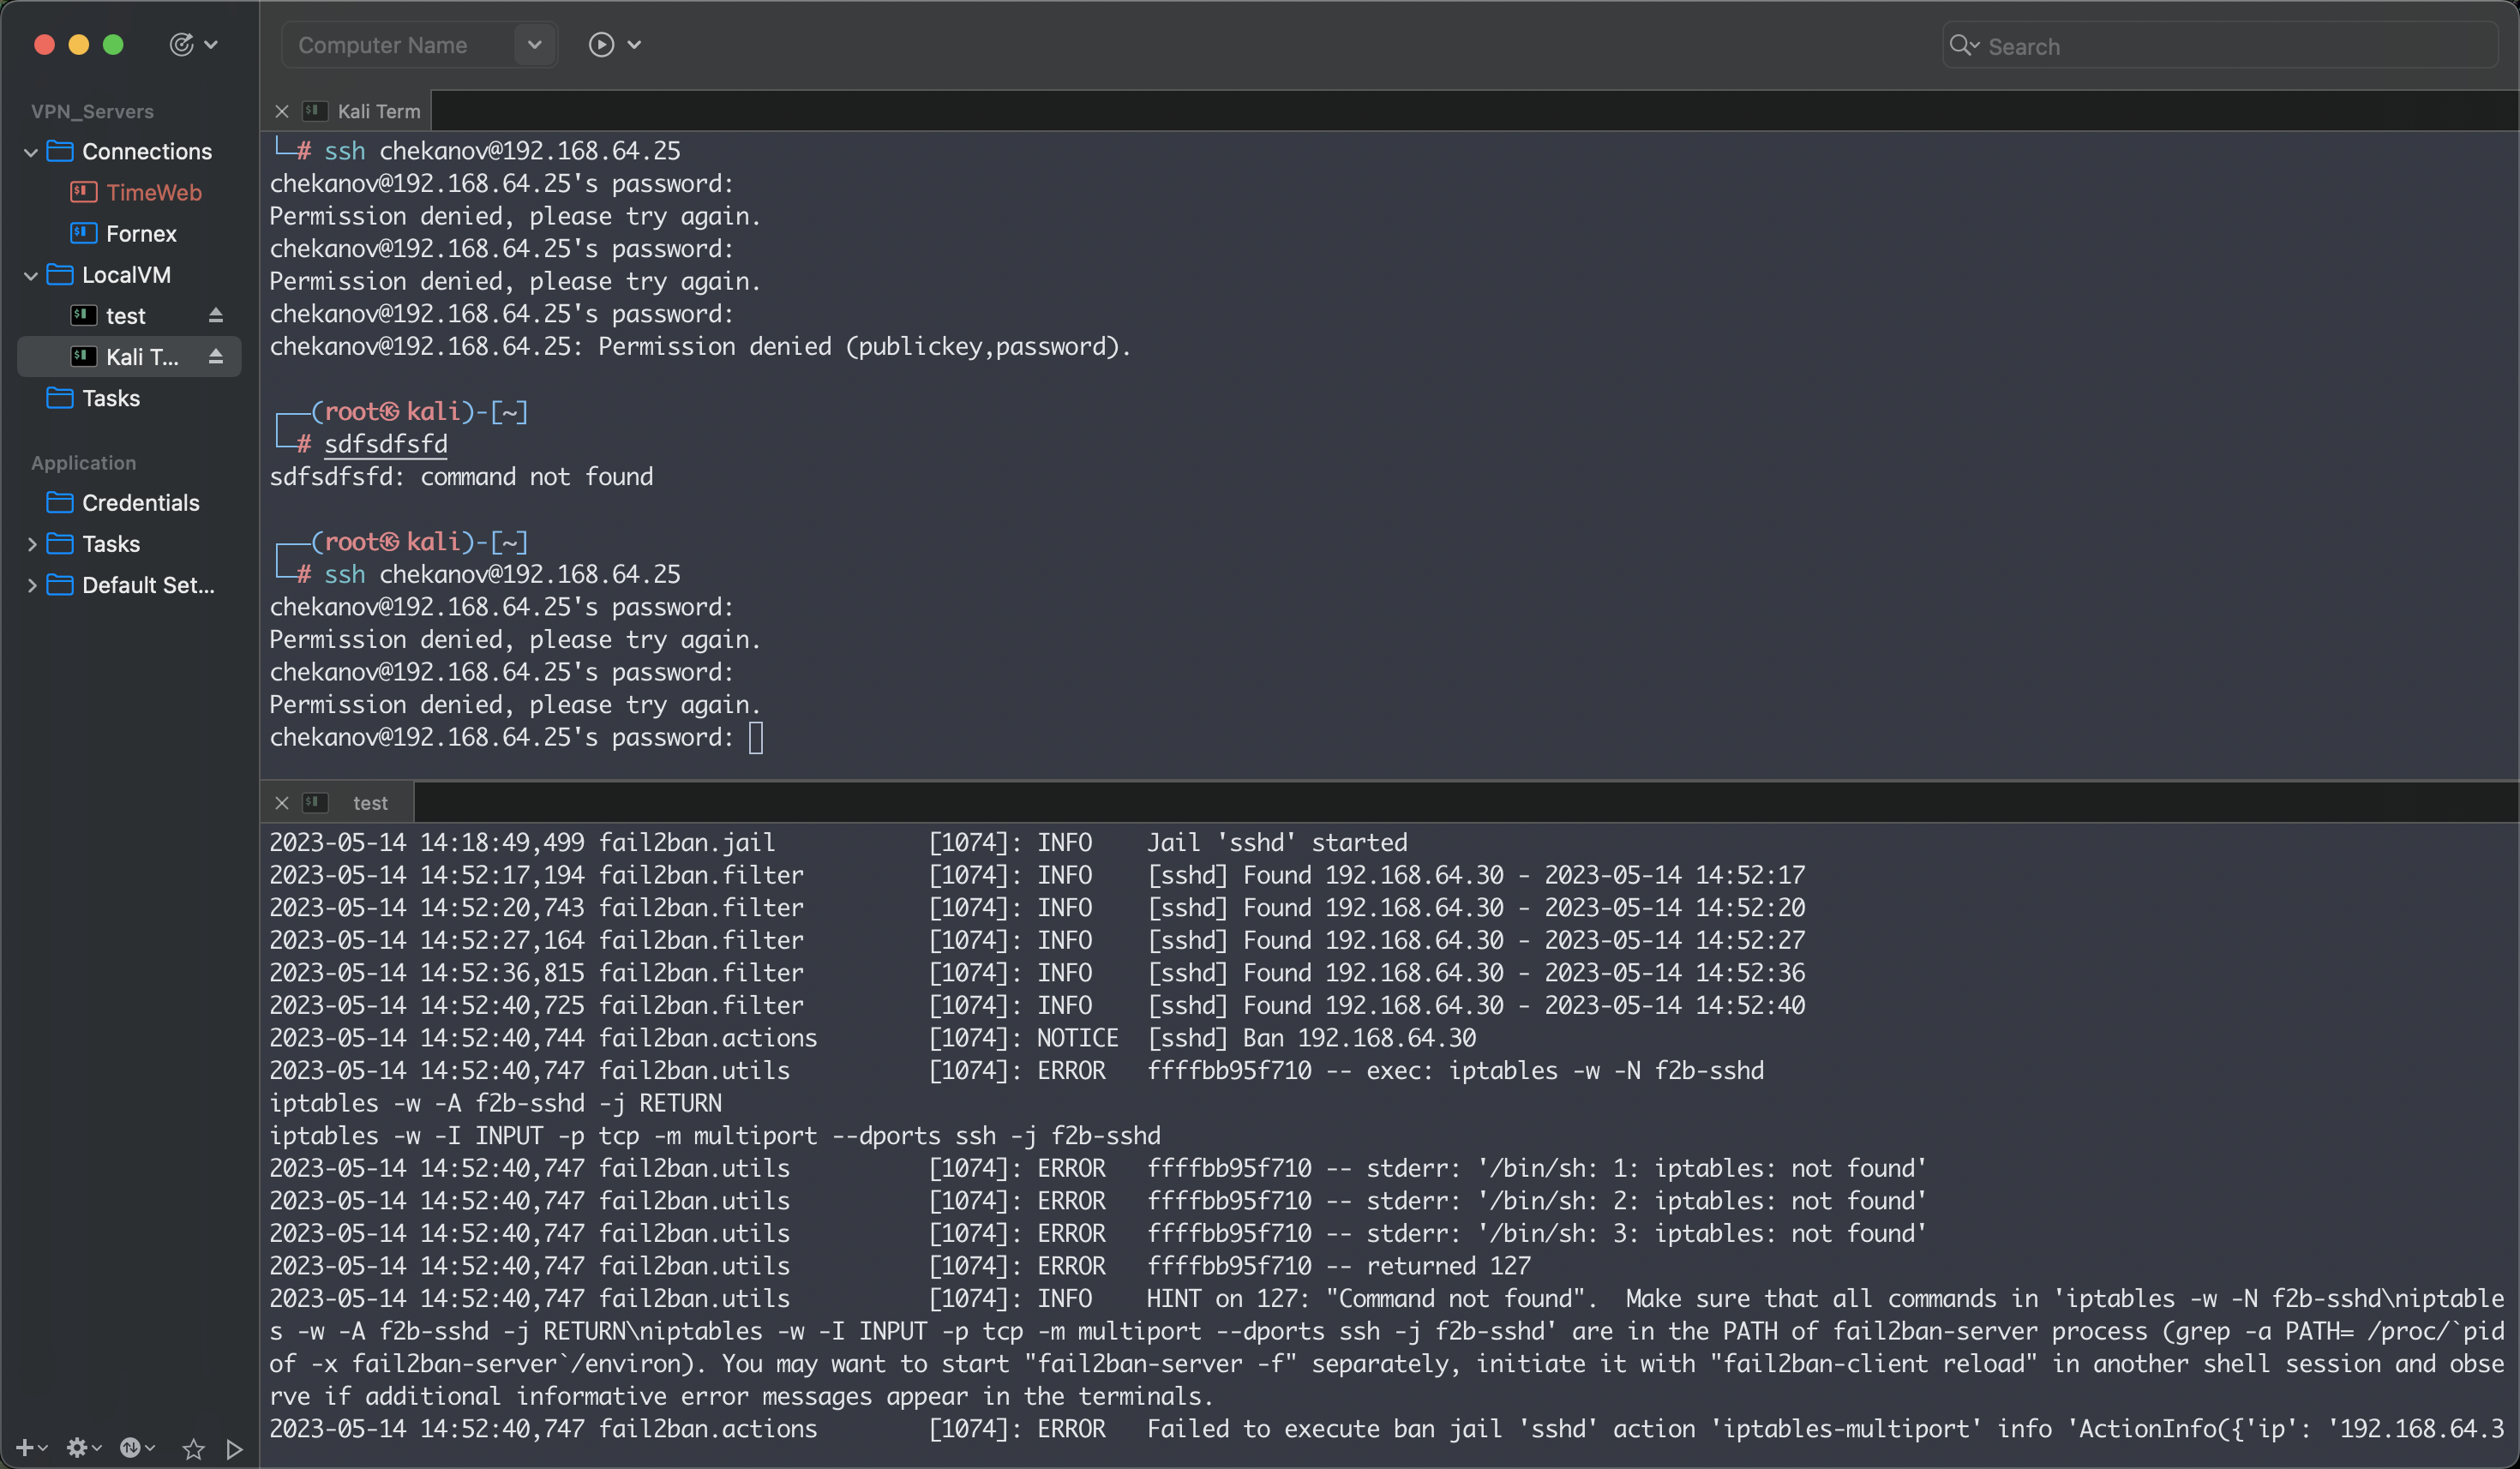 Computer Name
Search
VPN_Servers
Connections
TimeWeb
Fornex
LocalVM
test
Kali T...
Tasks
Application
Credentials
Tasks
Default Set...
Kali Term
└─# ssh chekanov@192.168.64.25
chekanov@192.168.64.25's password:
Permission denied, please try again.
chekanov@192.168.64.25's password:
Permission denied, please try again.
chekanov@192.168.64.25's password:
chekanov@192.168.64.25: Permission denied (publickey,password).
┌──(root㉿kali)-[~]
└─# sdfsdfsfd
sdfsdfsfd: command not found
┌──(root㉿kali)-[~]
└─# ssh chekanov@192.168.64.25
chekanov@192.168.64.25's password:
Permission denied, please try again.
chekanov@192.168.64.25's password:
Permission denied, please try again.
chekanov@192.168.64.25's password:
test
2023-05-14 14:18:49,499 fail2ban.jail           [1074]: INFO    Jail 'sshd' started
2023-05-14 14:52:17,194 fail2ban.filter         [1074]: INFO    [sshd] Found 192.168.64.30 - 2023-05-14 14:52:17
2023-05-14 14:52:20,743 fail2ban.filter         [1074]: INFO    [sshd] Found 192.168.64.30 - 2023-05-14 14:52:20
2023-05-14 14:52:27,164 fail2ban.filter         [1074]: INFO    [sshd] Found 192.168.64.30 - 2023-05-14 14:52:27
2023-05-14 14:52:36,815 fail2ban.filter         [1074]: INFO    [sshd] Found 192.168.64.30 - 2023-05-14 14:52:36
2023-05-14 14:52:40,725 fail2ban.filter         [1074]: INFO    [sshd] Found 192.168.64.30 - 2023-05-14 14:52:40
2023-05-14 14:52:40,744 fail2ban.actions        [1074]: NOTICE  [sshd] Ban 192.168.64.30
2023-05-14 14:52:40,747 fail2ban.utils          [1074]: ERROR   ffffbb95f710 -- exec: iptables -w -N f2b-sshd
iptables -w -A f2b-sshd -j RETURN
iptables -w -I INPUT -p tcp -m multiport --dports ssh -j f2b-sshd
2023-05-14 14:52:40,747 fail2ban.utils          [1074]: ERROR   ffffbb95f710 -- stderr: '/bin/sh: 1: iptables: not found'
2023-05-14 14:52:40,747 fail2ban.utils          [1074]: ERROR   ffffbb95f710 -- stderr: '/bin/sh: 2: iptables: not found'
2023-05-14 14:52:40,747 fail2ban.utils          [1074]: ERROR   ffffbb95f710 -- stderr: '/bin/sh: 3: iptables: not found'
2023-05-14 14:52:40,747 fail2ban.utils          [1074]: ERROR   ffffbb95f710 -- returned 127
2023-05-14 14:52:40,747 fail2ban.utils          [1074]: INFO    HINT on 127: "Command not found".  Make sure that all commands in 'iptables -w -N f2b-sshd\niptable
s -w -A f2b-sshd -j RETURN\niptables -w -I INPUT -p tcp -m multiport --dports ssh -j f2b-sshd' are in the PATH of fail2ban-server process (grep -a PATH= /proc/`pid
of -x fail2ban-server`/environ). You may want to start "fail2ban-server -f" separately, initiate it with "fail2ban-client reload" in another shell session and obse
rve if additional informative error messages appear in the terminals.
2023-05-14 14:52:40,747 fail2ban.actions        [1074]: ERROR   Failed to execute ban jail 'sshd' action 'iptables-multiport' info 'ActionInfo({'ip': '192.168.64.3